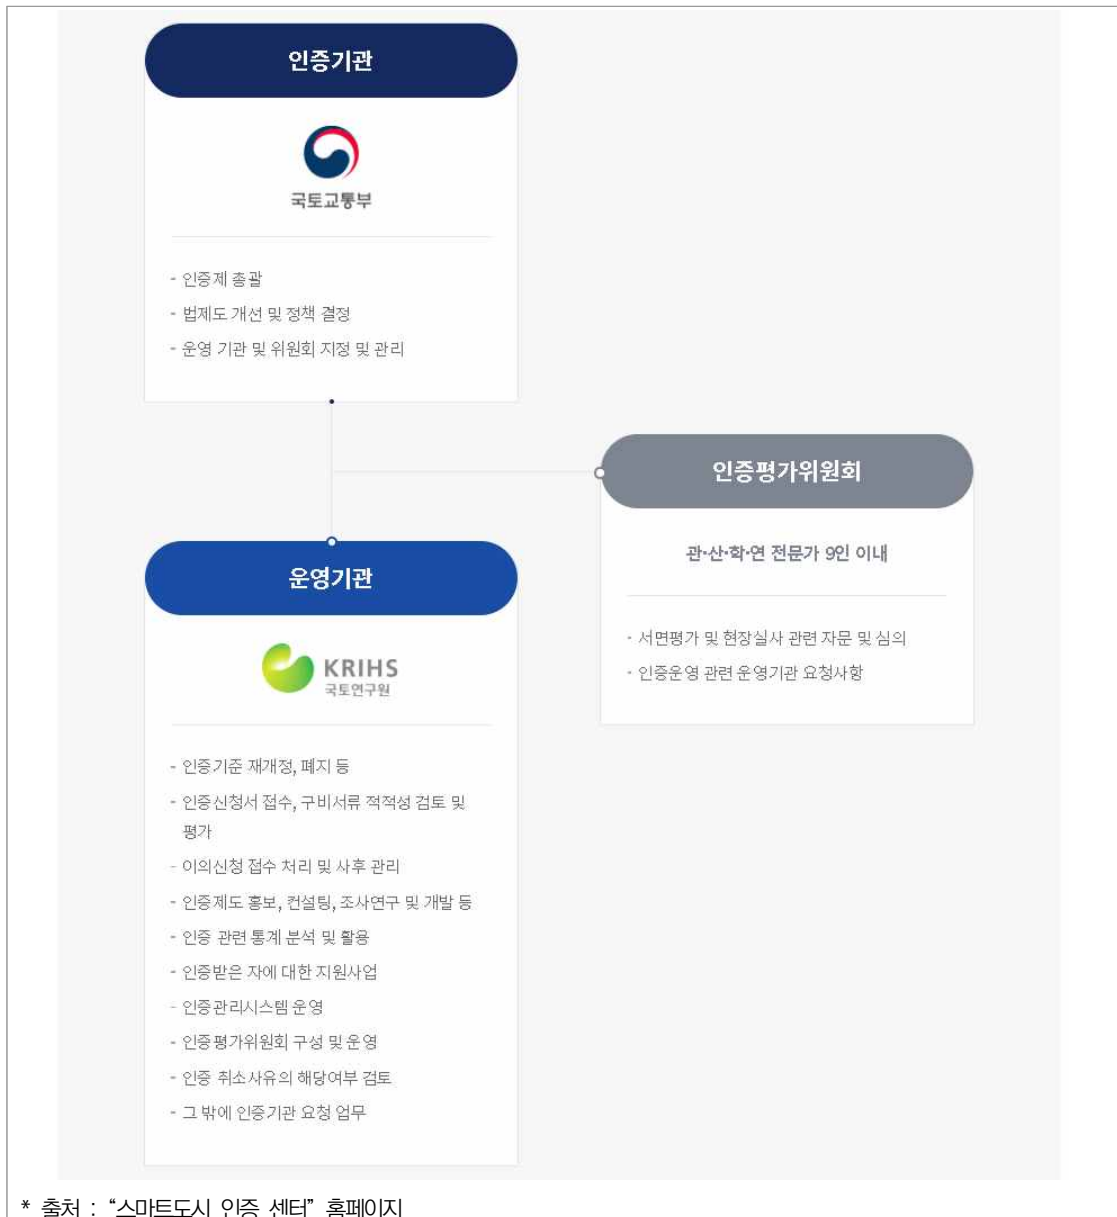 인증기관
국토교통부
- 인증제 총괄
- 법제도 개선 및 정책 결정
- 운영 기관 및 위원회 지정 및 관리
인증평가위원회
관·산·학·연 전문가 9인 이내
- 서면평가 및 현장실사 관련 자문 및 심의
- 인증운영 관련 운영기관 요청사항
운영기관
KRIHS
국토연구원
- 인증기준 재개정, 폐지 등
- 인증신청서 접수, 구비서류 적적성 검토 및
평가
- 이의신청 접수 처리 및 사후 관리
- 인증제도 홍보, 컨설팅, 조사연구 및 개발 등
- 인증 관련 통계 분석 및 활용
- 인증받은 자에 대한 지원사업
- 인증관리시스템 운영
- 인증평가위원회 구성 및 운영
- 인증 취소사유의 해당여부 검토
- 그 밖에 인증기관 요청 업무
* 출처 : “스마트도시 인증 센터” 홈페이지